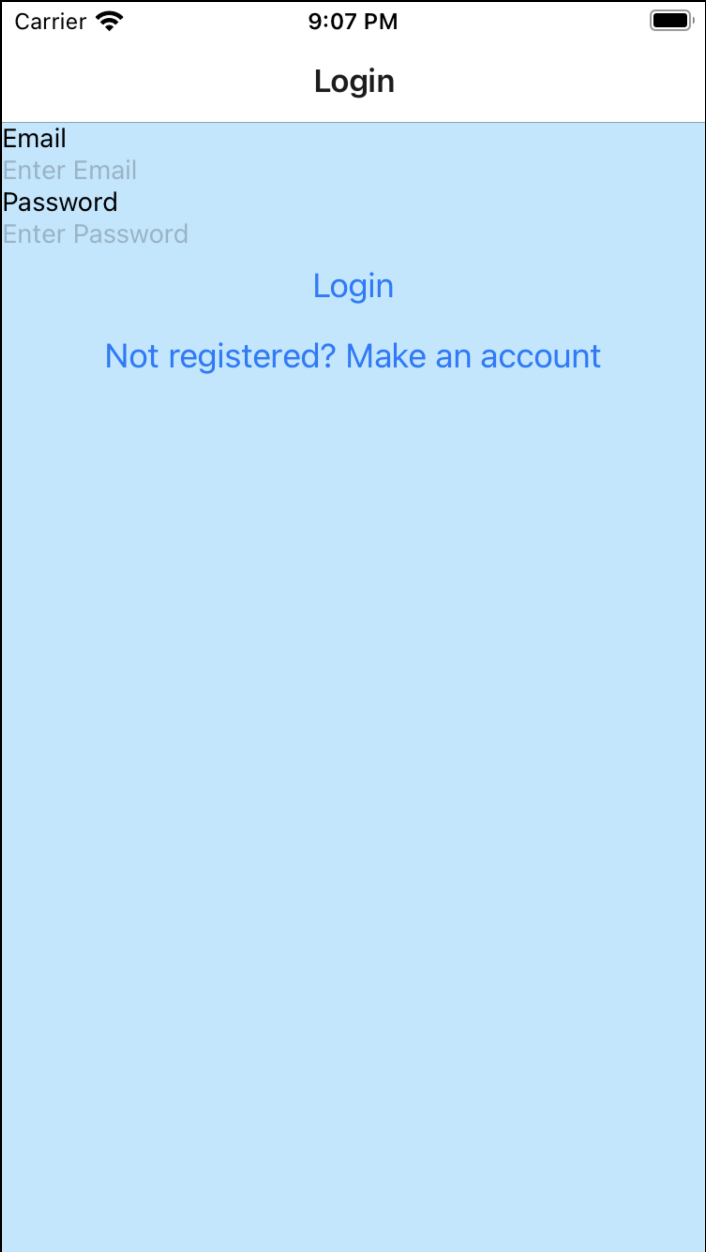 Carrier 9:07 PM
Login
Email
Enter Email
Password
Enter Password
Login
Not registered? Make an account